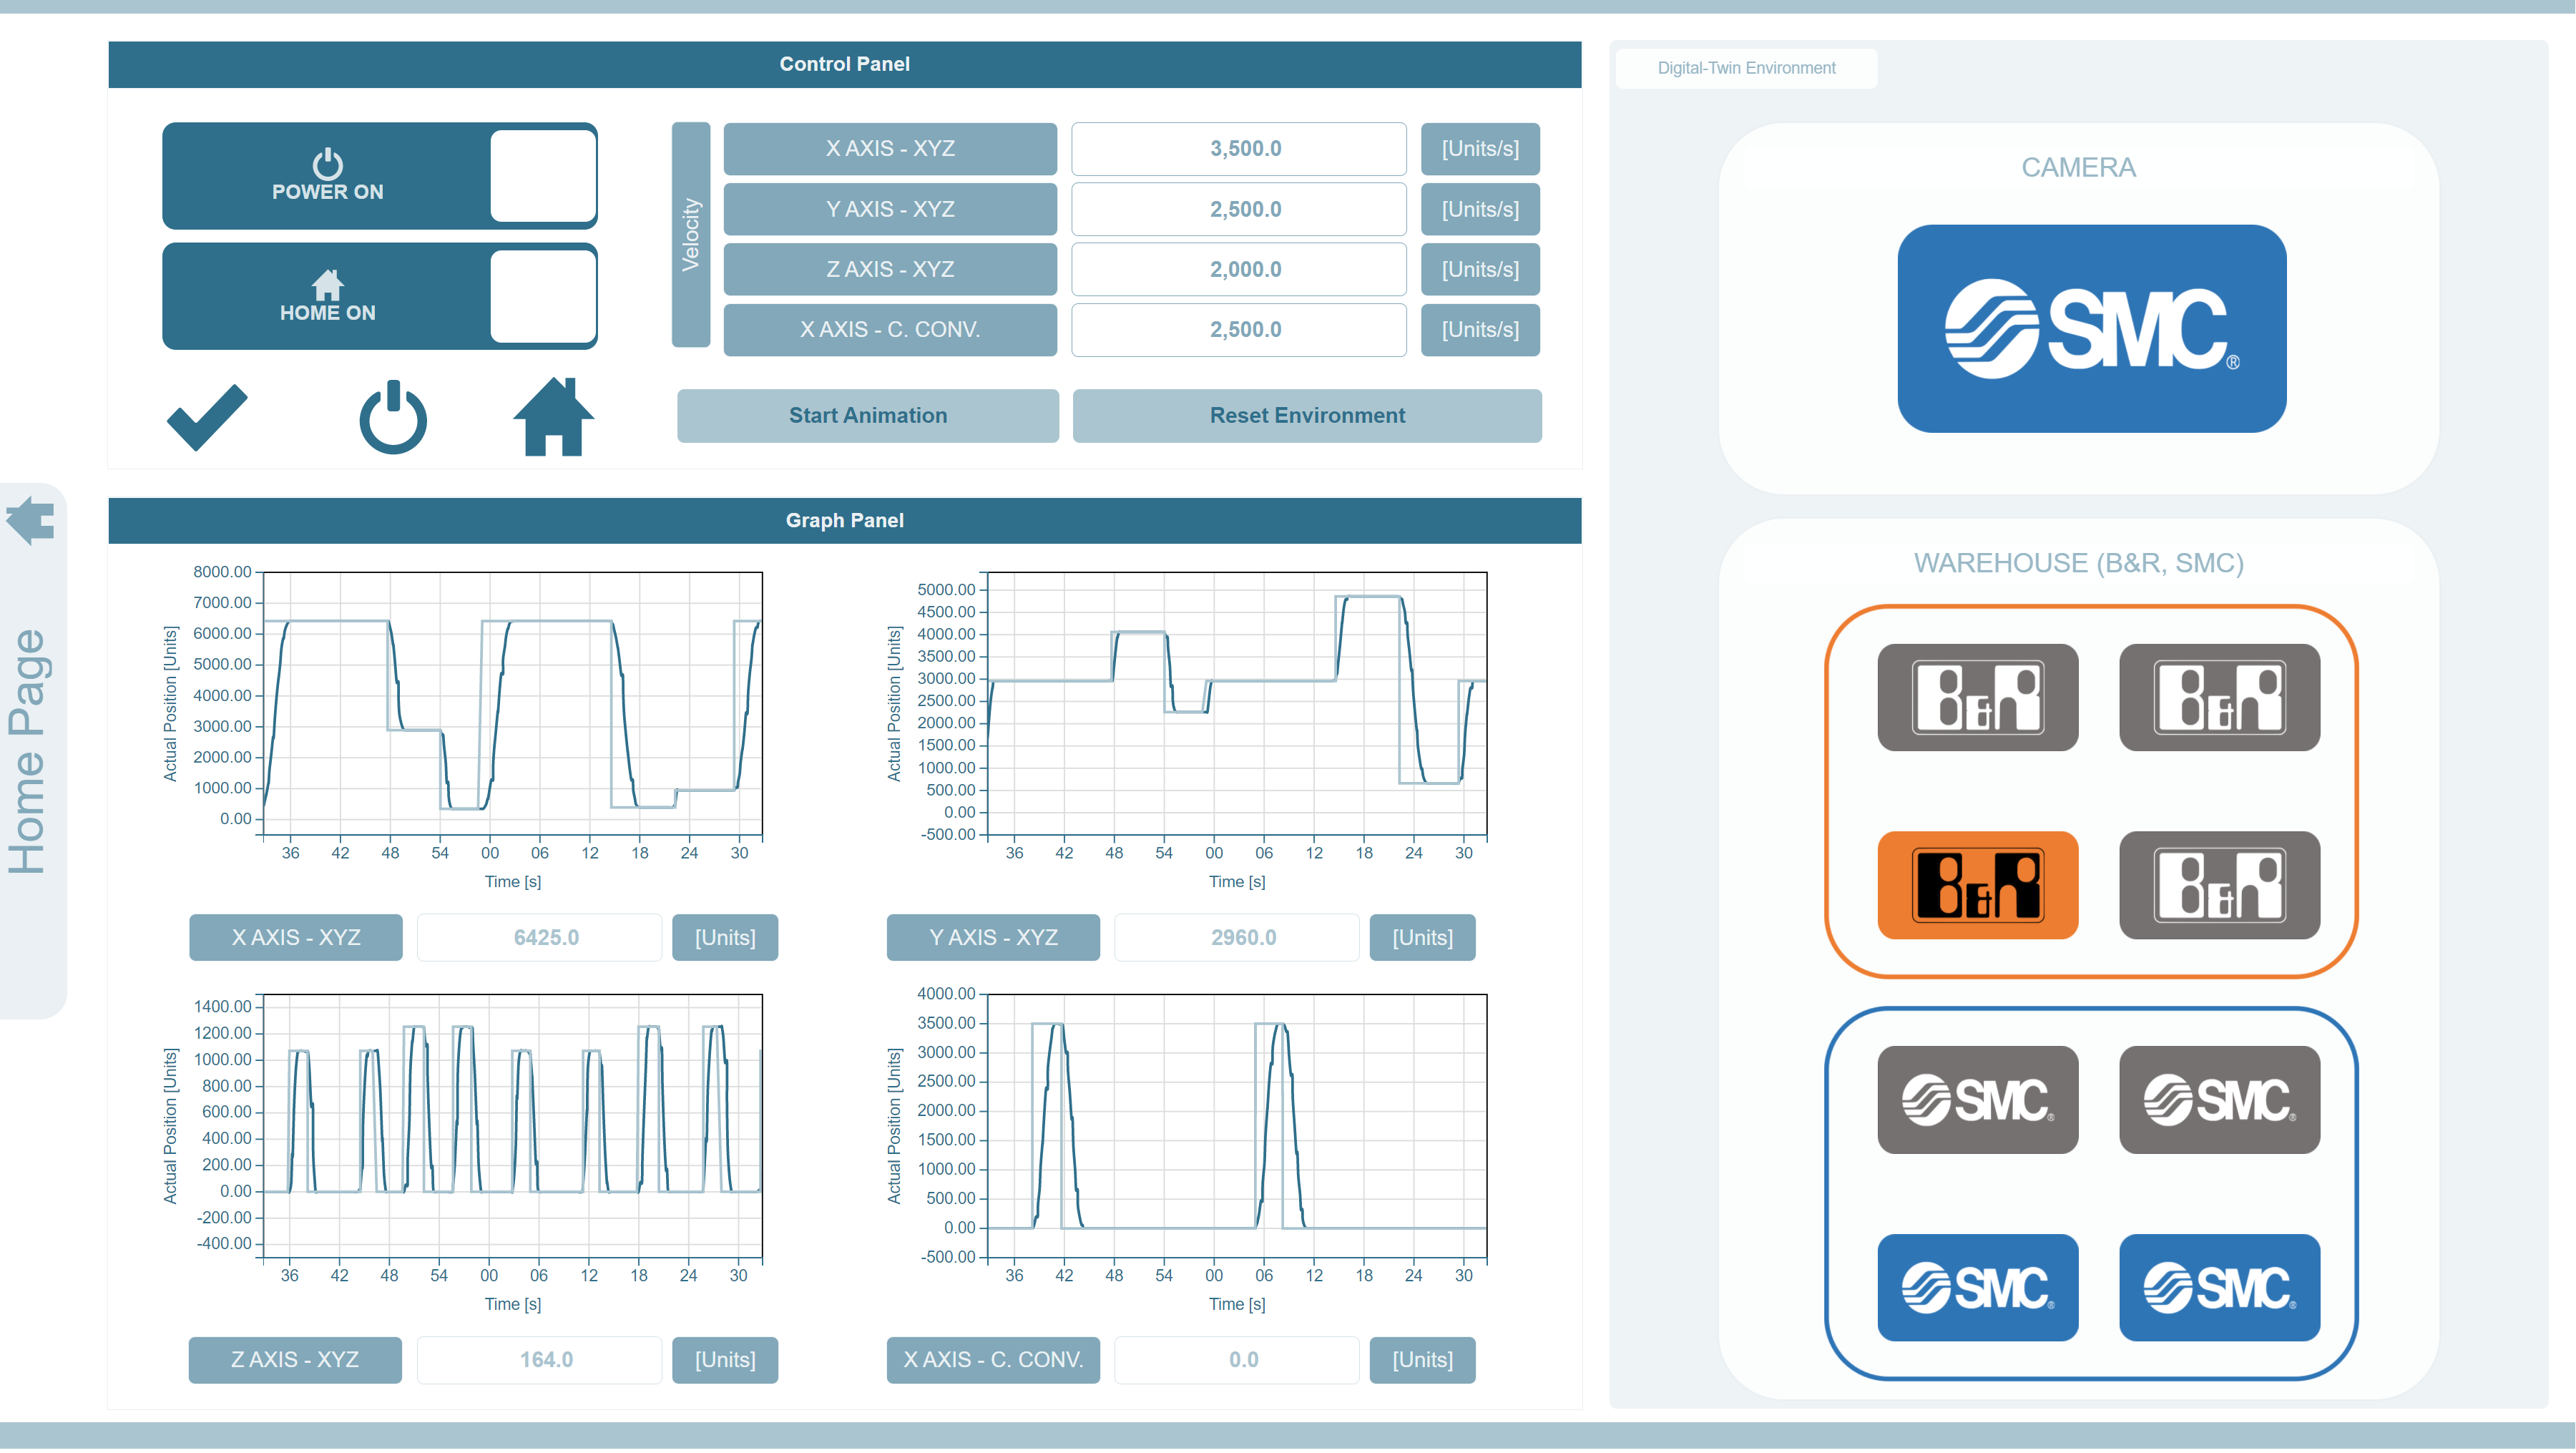 Control Panel
POWER ON
HOME ON
Velocity
X AXIS - XYZ 3,500.0 [Units/s]
Y AXIS - XYZ 2,500.0 [Units/s]
Z AXIS - XYZ 2,000.0 [Units/s]
X AXIS - C. CONV. 2,500.0 [Units/s]
Start Animation Reset Environment
Home Page
Graph Panel
Actual Position [Units]
8000.00
7000.00
6000.00
5000.00
4000.00
3000.00
2000.00
1000.00
0.00
36 42 48 54 00 06 12 18 24 30
Time [s]
X AXIS - XYZ 6425.0 [Units]
Actual Position [Units]
5000.00
4500.00
4000.00
3500.00
3000.00
2500.00
2000.00
1500.00
1000.00
500.00
0.00
-500.00
36 42 48 54 00 06 12 18 24 30
Time [s]
Y AXIS - XYZ 2960.0 [Units]
Actual Position [Units]
1400.00
1200.00
1000.00
800.00
600.00
400.00
200.00
0.00
-200.00
-400.00
36 42 48 54 00 06 12 18 24 30
Time [s]
Z AXIS - XYZ 164.0 [Units]
Actual Position [Units]
4000.00
3500.00
3000.00
2500.00
2000.00
1500.00
1000.00
500.00
0.00
-500.00
36 42 48 54 00 06 12 18 24 30
Time [s]
X AXIS - C. CONV. 0.0 [Units]
Digital-Twin Environment
CAMERA
SMC®
WAREHOUSE (B&R, SMC)
B&R B&R
B&R B&R
SMC® SMC®
SMC® SMC®